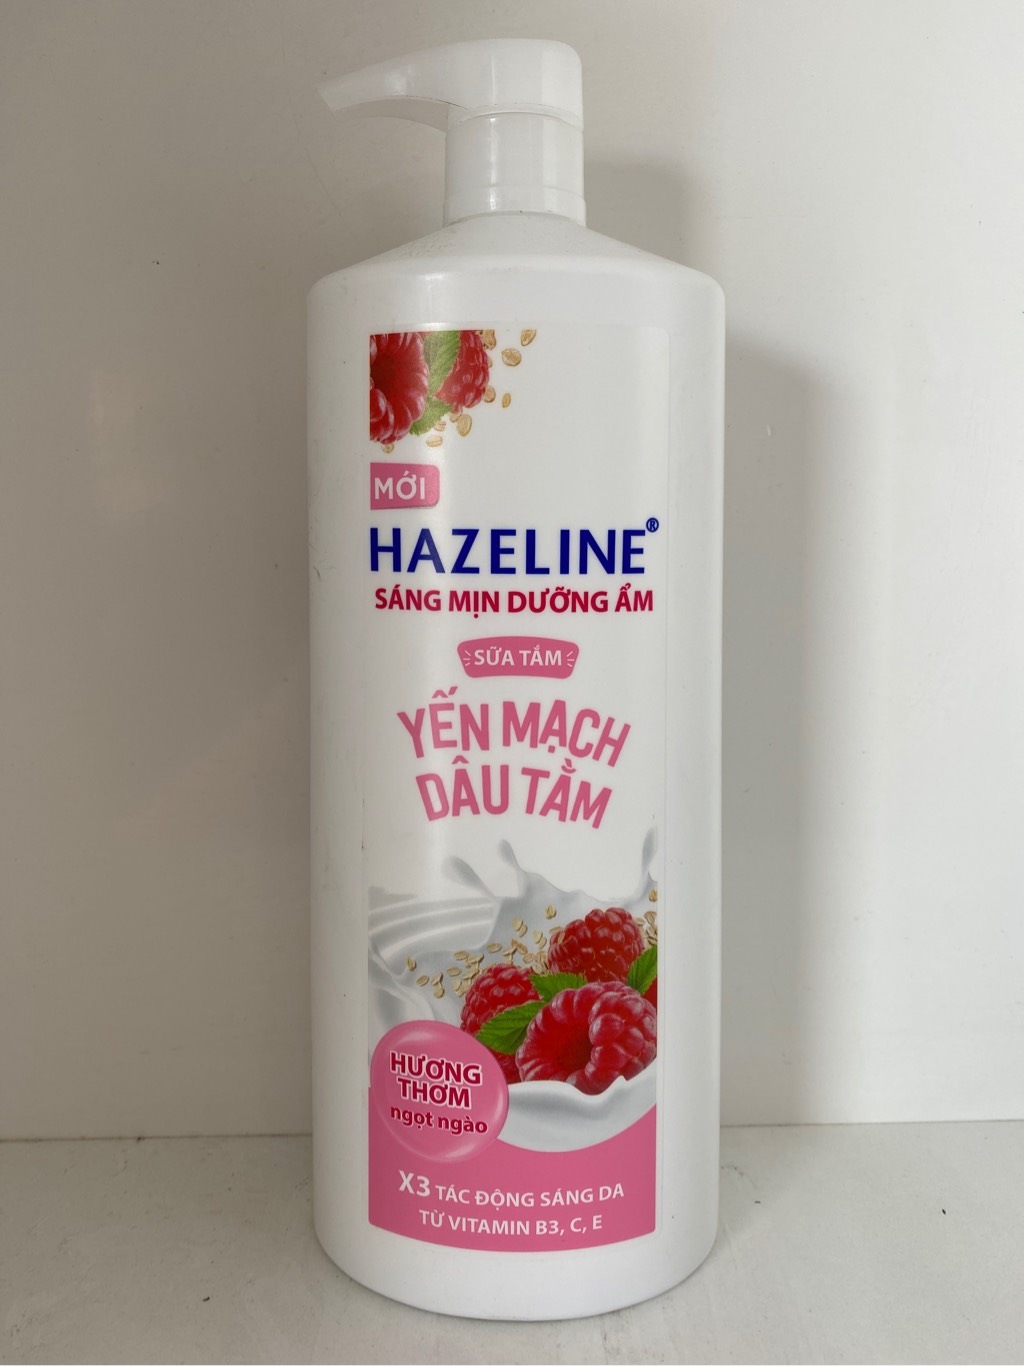 MỚI
HAZELINE®
SÁNG MỊN DƯỠNG ẨM
SỮA TẮM
YẾN MẠCH
DÂU TẰM
HƯƠNG
THƠM
ngọt ngào
X3 TÁC ĐỘNG SÁNG DA
TỪ VITAMIN B3, C, E